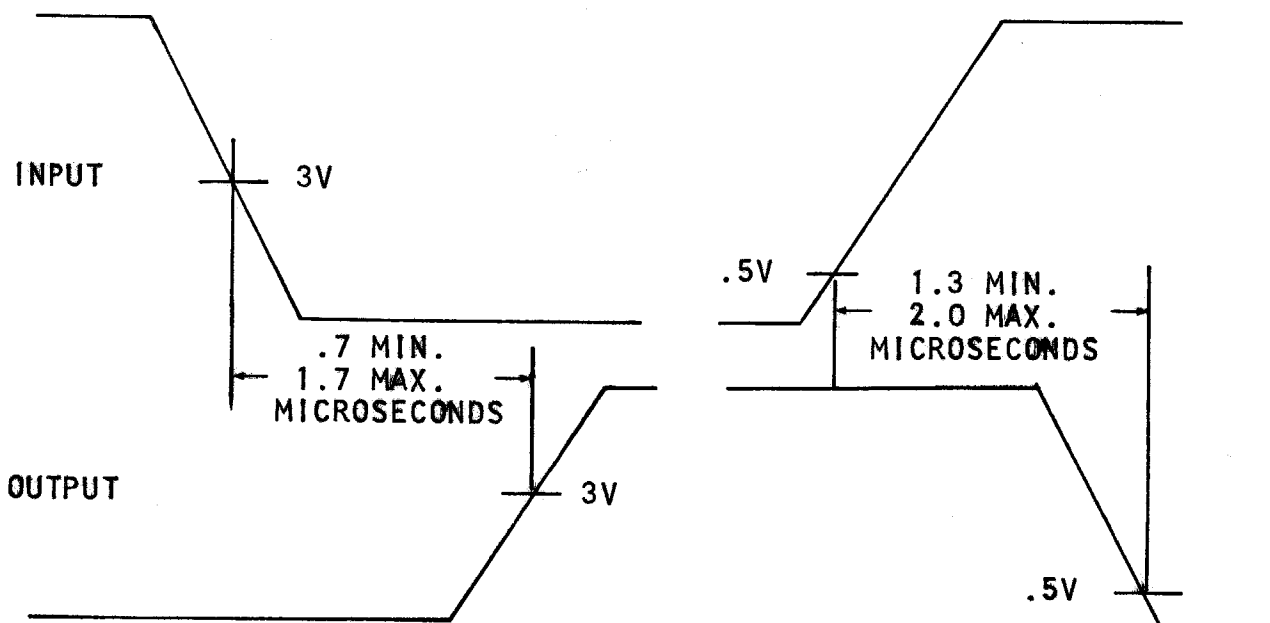 INPUT
3V
.5V
1.3 MIN.
2.0 MAX.
MICROSECONDS
.7 MIN.
1.7 MAX.
MICROSECONDS
OUTPUT
3V
.5V